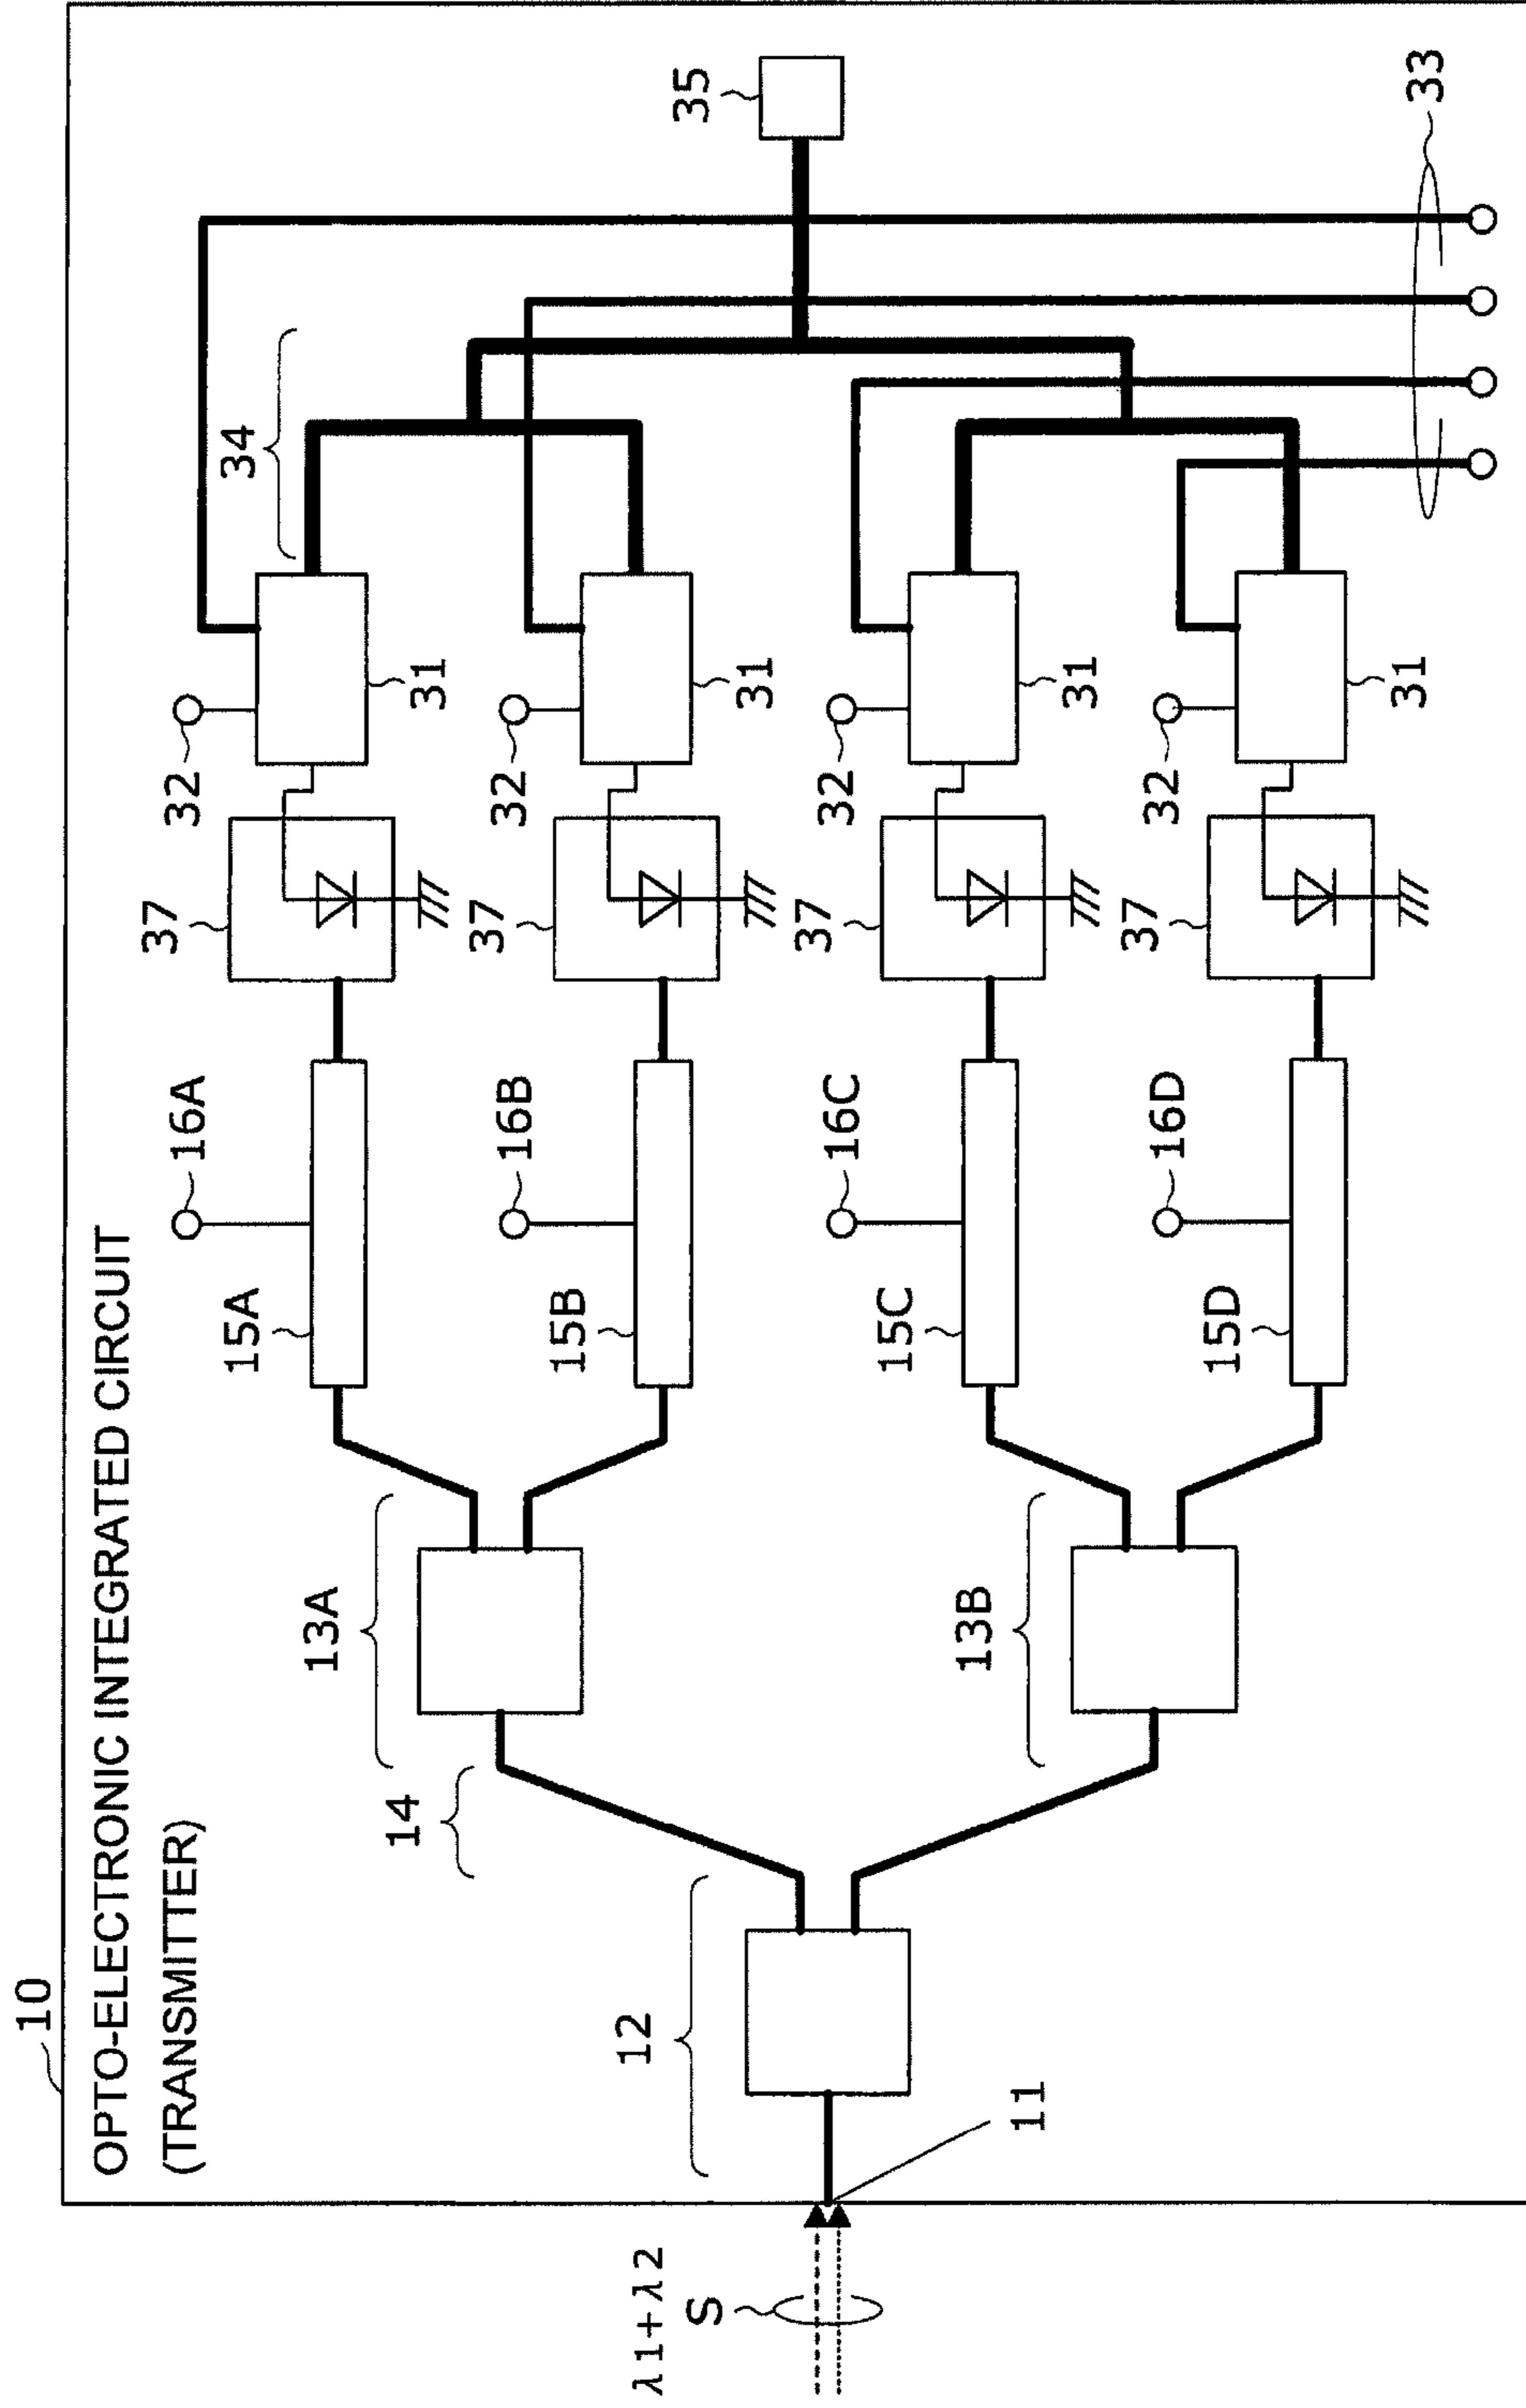 10
OPTO-ELECTRONIC INTEGRATED CIRCUIT
(TRANSMITTER)
λ1+λ2
S
11
12
14
13A
13B
15A
16A
15B
16B
15C
16C
15D
16D
37
37
37
37
32
32
32
32
31
31
31
31
34
35
33